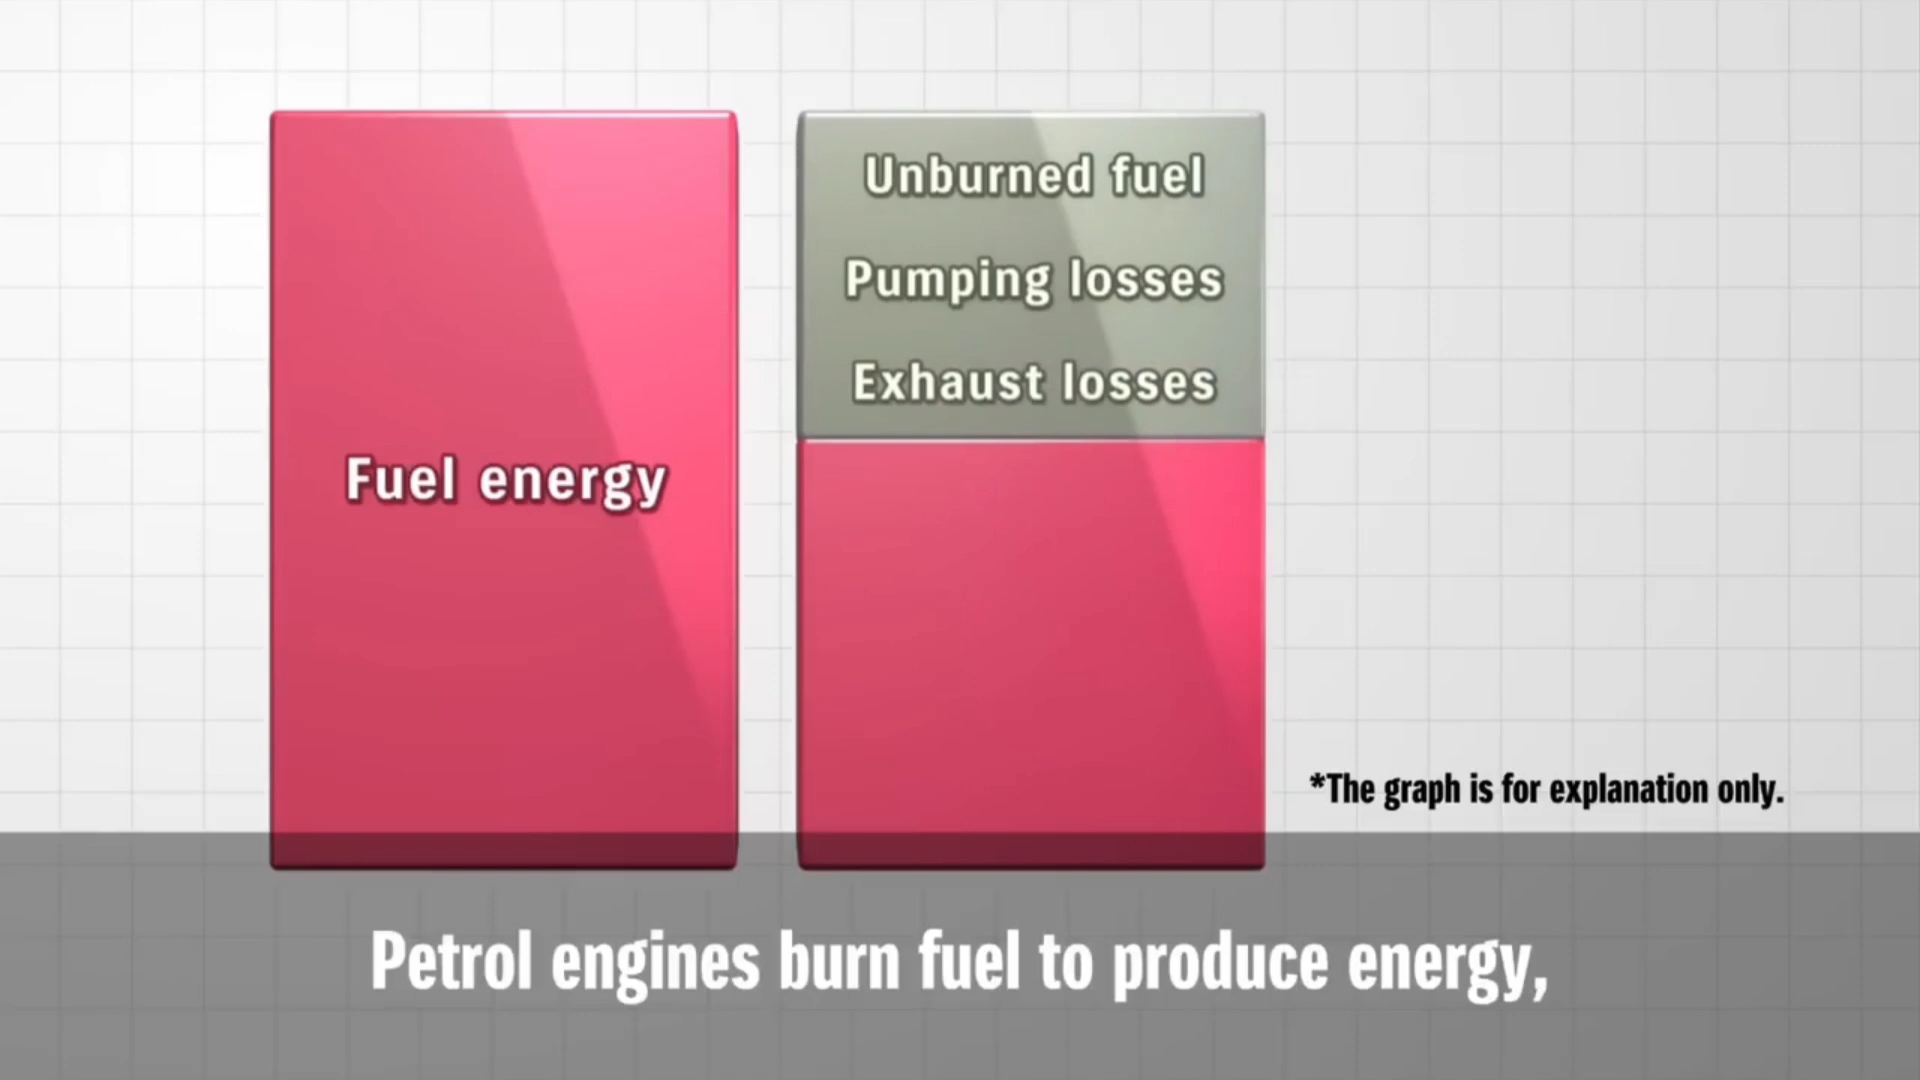 Fuel energy
Unburned fuel
Pumping losses
Exhaust losses
*The graph is for explanation only.
Petrol engines burn fuel to produce energy,